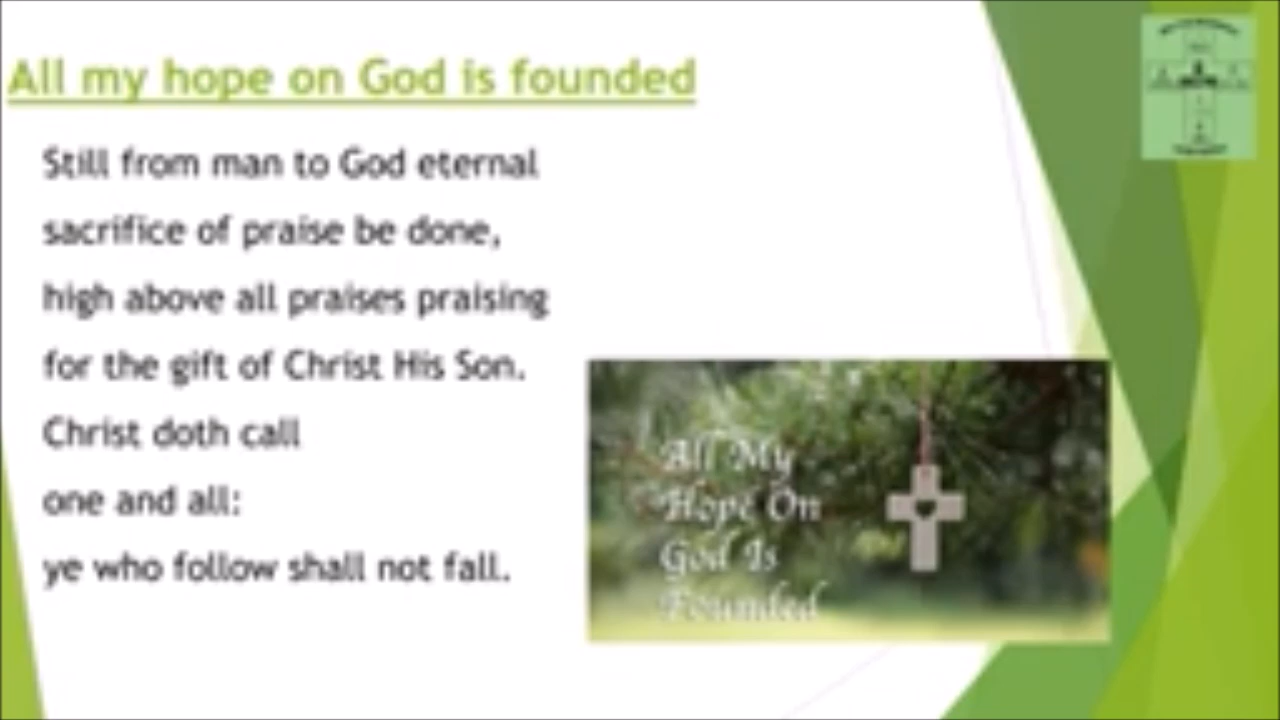 All my hope on God is founded
Still from man to God eternal
sacrifice of praise be done,
high above all praises praising
for the gift of Christ His Son.
Christ doth call
one and all:
ye who follow shall not fall.
All My
Hope On
God Is
Founded